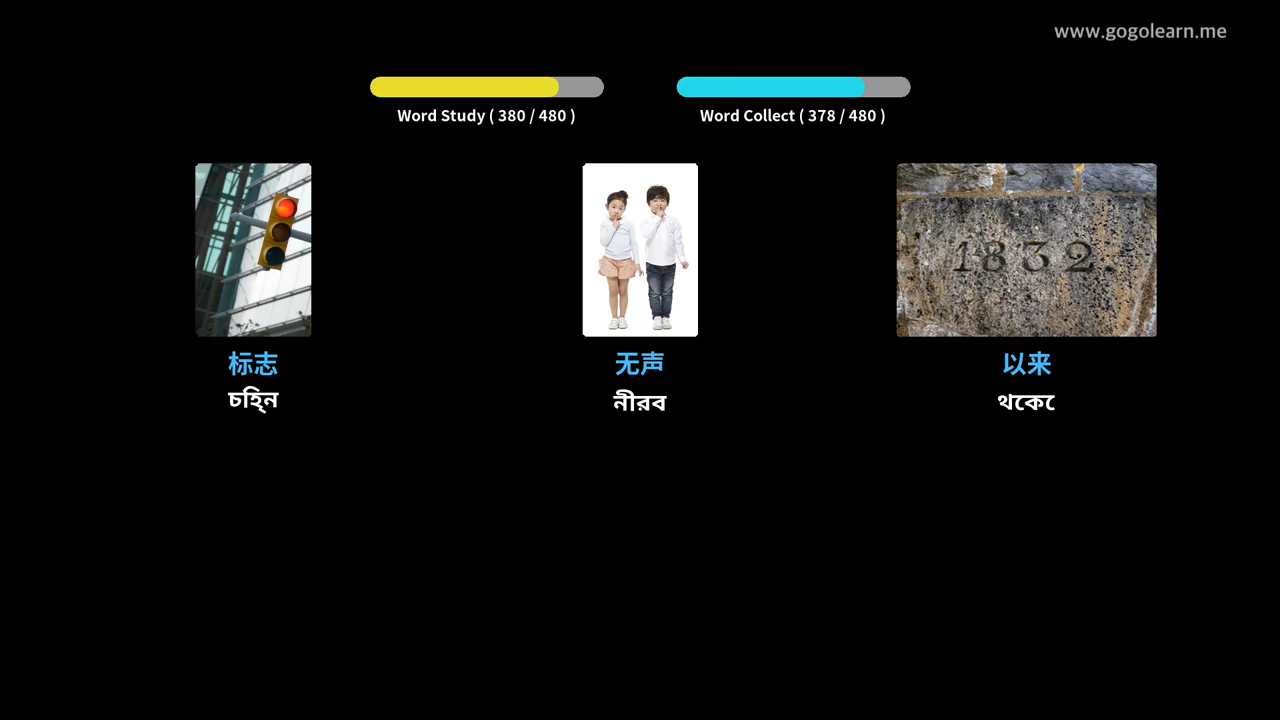 www.gogolearn.me
Word Study ( 380 / 480 )
Word Collect ( 378 / 480 )
1832.
标志
无声
以来
চিহ্নি
নীরব
থেকে